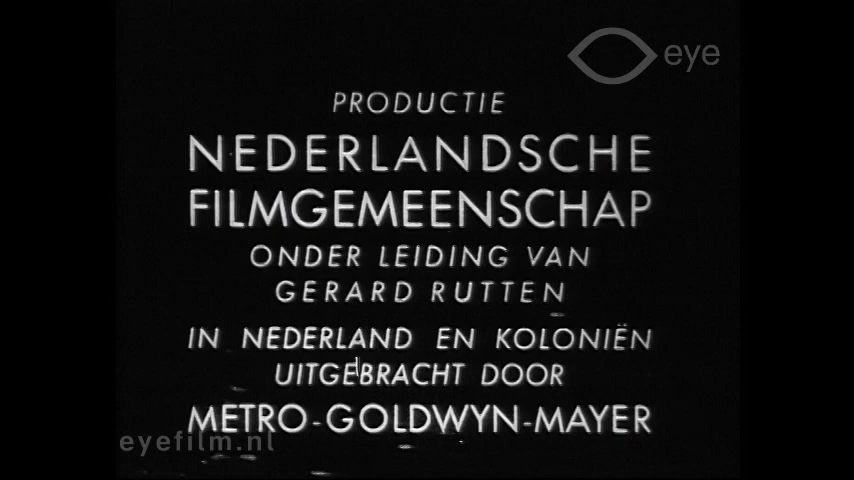 eye
PRODUCTIE
NEDERLANDSCHE
FILMGEMEENSCHAP
ONDER LEIDING VAN
GERARD RUTTEN
IN NEDERLAND EN KOLONIËN
UITGEBRACHT DOOR
METRO-GOLDWYN-MAYER
eyefilm.nl